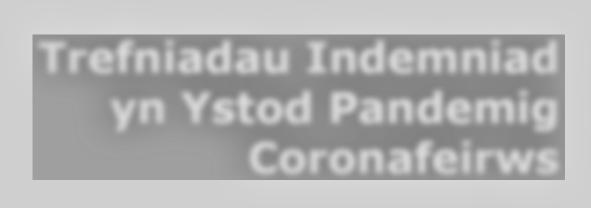 Trefniadau Indemniad
yn Ystod Pandemig
Coronafeirws